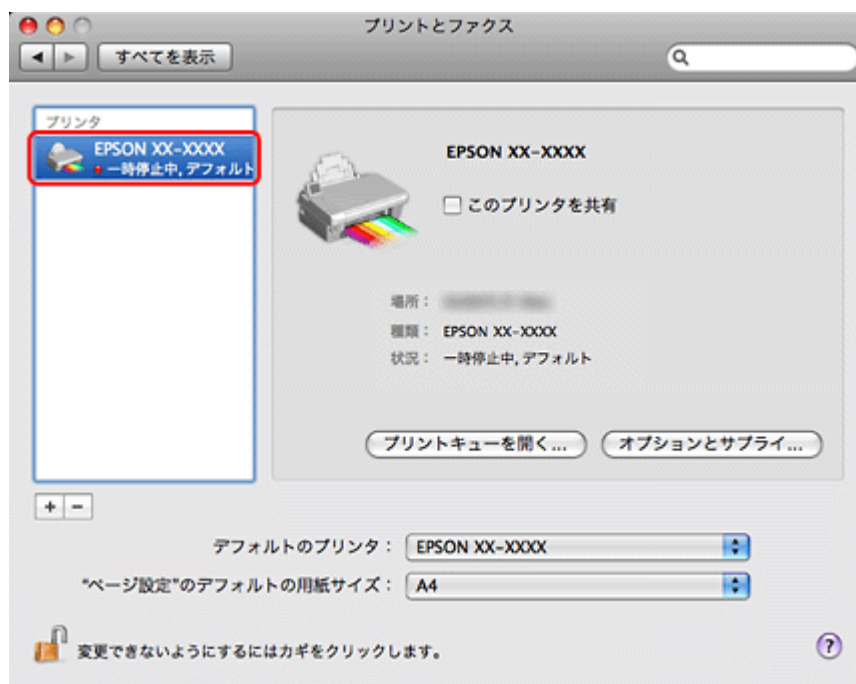 プリントとファクス
すべてを表示
プリンタ
EPSON XX-XXXX
一時停止中, デフォルト
EPSON XX-XXXX
このプリンタを共有
場所：
種類： EPSON XX-XXXX
状況： 一時停止中, デフォルト
プリントキューを開く...
オプションとサプライ...
+ -
デフォルトのプリンタ： EPSON XX-XXXX
“ページ設定”のデフォルトの用紙サイズ： A4
変更できないようにするにはカギをクリックします。
?